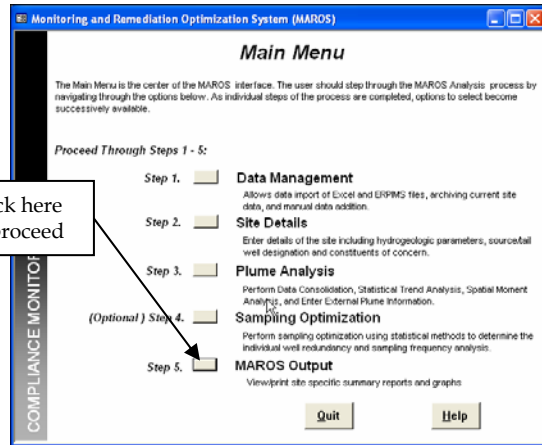 Monitoring and Remediation Optimization System (MAROS)
Main Menu
The Main Menu is the center of the MAROS interface. The user should step through the MAROS Analysis process by
navigating through the options below. As individual steps of the process are completed, options to select become
successively available.
Proceed Through Steps 1 - 5:
Step 1.
Data Management
Allows data import of Excel and ERPIMS files, archiving current site
data, and manual data addition.
ck here
proceed
Step 2.
Site Details
Enter details of the site including hydrogeologic parameters, source/tail
well designation and constituents of concern.
Step 3.
Plume Analysis
Perform Data Consolidation, Statistical Trend Analysis, Spatial Moment
Analysis, and Enter External Plume Information.
(Optional ) Step 4.
Sampling Optimization
Perform sampling optimization using statistical methods to determine the
individual well redundancy and sampling frequency analysis.
Step 5.
MAROS Output
View/print site specific summary reports and graphs
Quit
Help
COMPLIANCE MONITOR